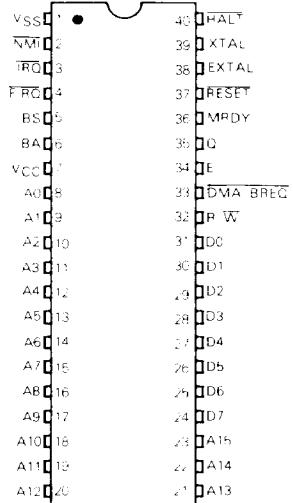 VSS 1 40 HALT
NMI 2 39 XTAL
IRQ 3 38 EXTAL
FIRQ 4 37 RESET
BS 5 36 MRDY
BA 6 35 Q
VCC 7 34 E
A0 8 33 DMA BREQ
A1 9 32 R W
A2 10 31 D0
A3 11 30 D1
A4 12 29 D2
A5 13 28 D3
A6 14 27 D4
A7 15 26 D5
A8 16 25 D6
A9 17 24 D7
A10 18 23 A15
A11 19 22 A14
A12 20 21 A13